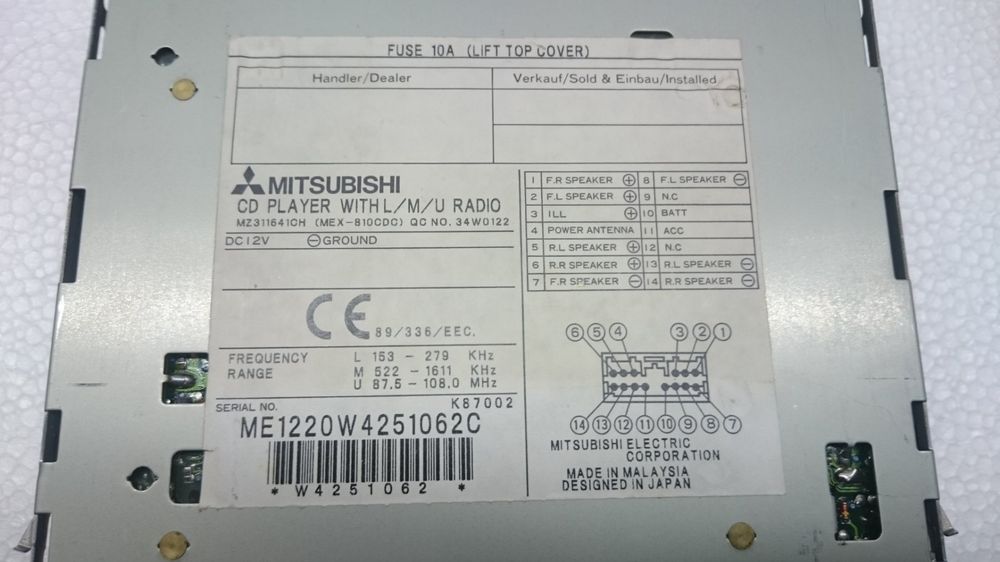 FUSE 10A (LIFT TOP COVER)
Handler/Dealer
Verkauf/Sold & Einbau/Installed
MITSUBISHI
CD PLAYER WITH L/M/U RADIO
MZ311641CH (MEX-810CDC) QC NO. 34W0122
DC12V ⊖GROUND
CE 89/336/EEC.
FREQUENCY RANGE
L 153 - 279 KHz
M 522 - 1611 KHz
U 87.5 - 108.0 MHz
SERIAL NO. K87002
ME1220W4251062C
* W4251062 *
1 F.R SPEAKER ⊕ 8 F.L SPEAKER ⊖
2 F.L SPEAKER ⊕ 9 N.C
3 ILL ⊕ 10 BATT
4 POWER ANTENNA 11 ACC
5 R.L SPEAKER ⊕ 12 N.C
6 R.R SPEAKER ⊕ 13 R.L SPEAKER ⊖
7 F.R SPEAKER ⊖ 14 R.R SPEAKER ⊖
⑥ ⑤ ④ ③ ② ①
⑭ ⑬ ⑫ ⑪ ⑩ ⑨ ⑧ ⑦
MITSUBISHI ELECTRIC
CORPORATION
MADE IN MALAYSIA
DESIGNED IN JAPAN